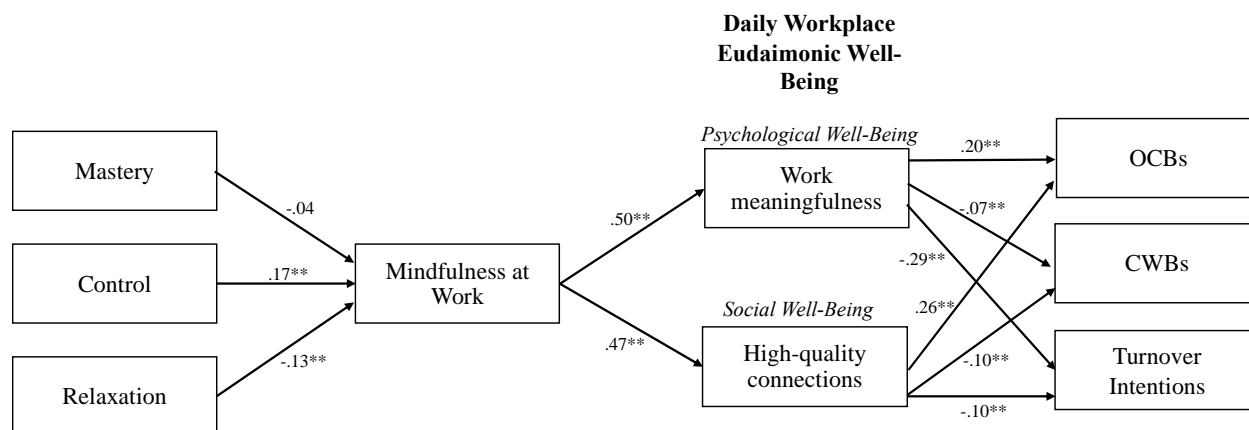 Daily Workplace
Eudaimonic Well-
Being
Psychological Well-Being
Mastery
-.04
Control
.17**
Relaxation
-.13**
Mindfulness at
Work
.50**
.47**
Work
meaningfulness
Social Well-Being
High-quality
connections
.20**
-.07**
-.29**
.26**
-.10**
-.10**
OCBs
CWBs
Turnover
Intentions